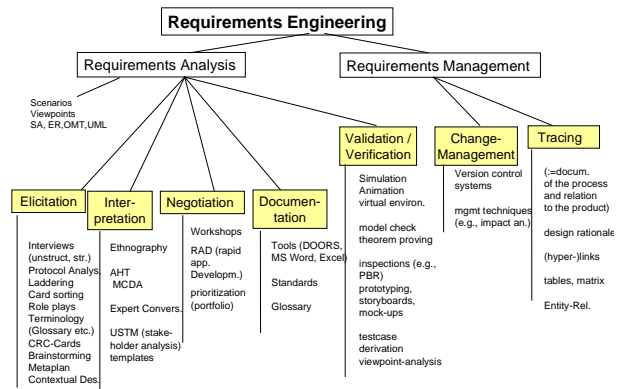 Requirements Engineering
Requirements Analysis
Requirements Management
Scenarios
Viewpoints
SA, ER,OMT,UML
Elicitation
Interviews
(unstruct, str.)
Protocol Analys.
Laddering
Card sorting
Role plays
Terminology
(Glossary etc.)
CRC-Cards
Brainstorming
Metaplan
Contextual Des.
Inter-
pretation
Ethnography
AHT
MCDA
Expert Convers.
USTM (stake-
holder analysis)
templates
Negotiation
Workshops
RAD (rapid
app.
Developm.)
prioritization
(portfolio)
Documen-
tation
Tools (DOORS,
MS Word, Excel)
Standards
Glossary
Validation /
Verification
Simulation
Animation
virtual environ.
model check
theorem proving
inspections (e.g.,
PBR)
prototyping,
storyboards,
mock-ups
testcase
derivation
viewpoint-analysis
Change-
Management
Version control
systems
mgmt techniques
(e.g., impact an.)
Tracing
(:=docum.
of the process
and relation
to the product)
design rationale
(hyper-)links
tables, matrix
Entity-Rel.